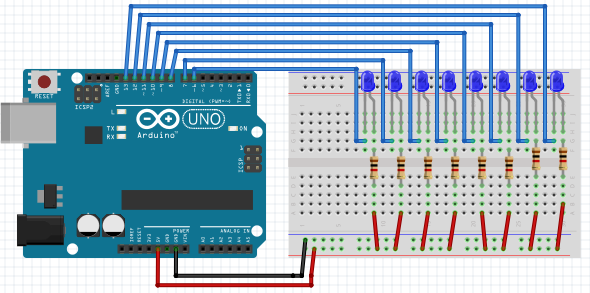 RESET
ICSP2
AREF
GND
13
12
~11
~10
~9
8
7
~6
~5
4
~3
2
TX▸1
RX◂0
L
DIGITAL (PWM=~)
TX
RX
UNO
Arduino™
ON
1
ICSP
IOREF
RESET
3V3
5V
GND
GND
VIN
POWER
ANALOG IN
A0
A1
A2
A3
A4
A5